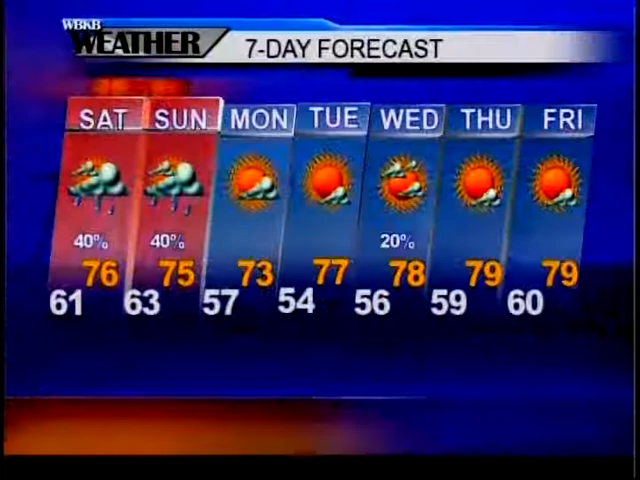 WBKB
WEATHER
7-DAY FORECAST
SAT SUN MON TUE WED THU FRI
40% 40% 20%
76 75 73 77 78 79 79
61 63 57 54 56 59 60